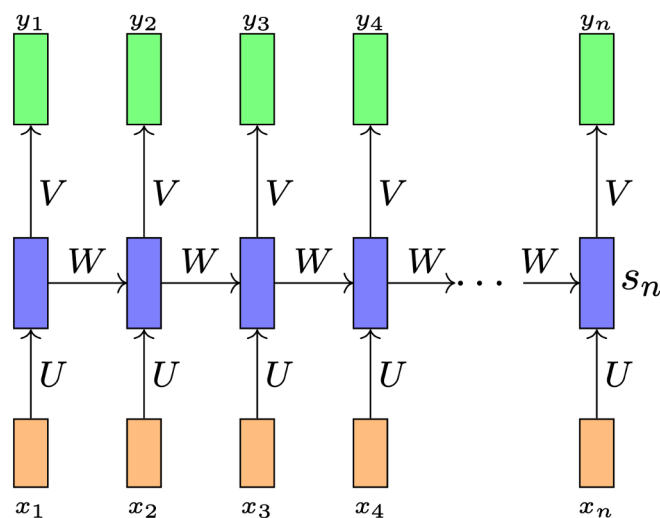 y₁ y₂ y₃ y₄ yₙ
V V V V V
W W W W ... W sₙ
U U U U U
x₁ x₂ x₃ x₄ xₙ